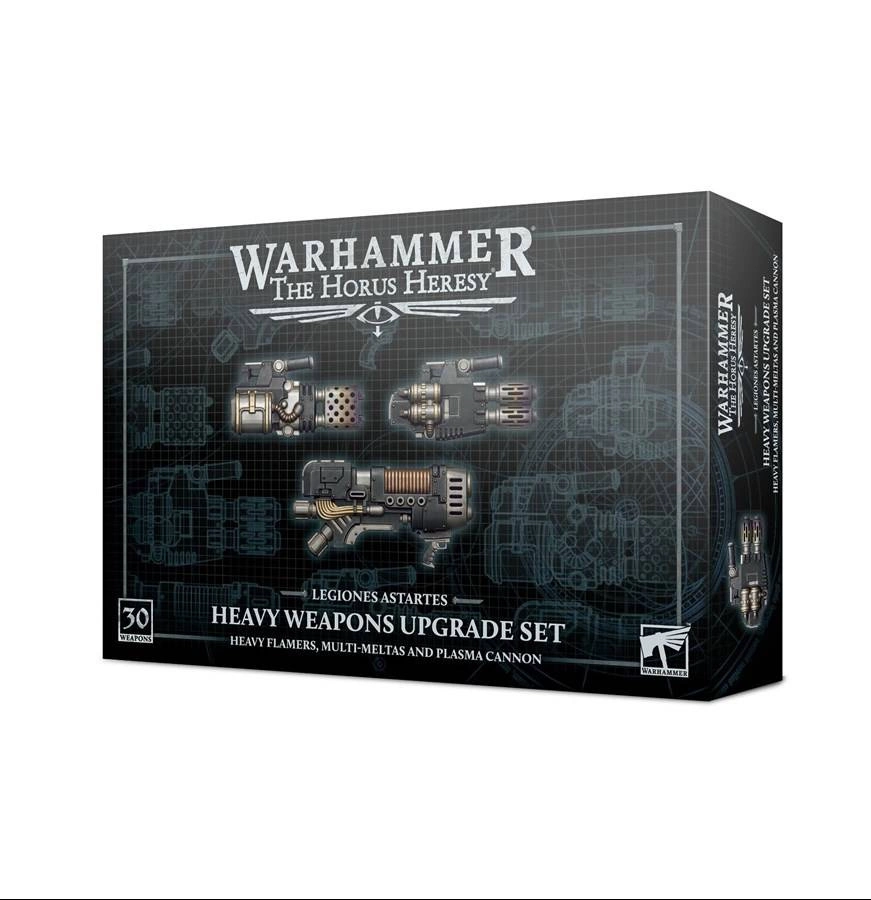 WARHAMMER
THE HORUS HERESY
LEGIONES ASTARTES
HEAVY WEAPONS UPGRADE SET
HEAVY FLAMERS, MULTI-MELTAS AND PLASMA CANNON
30
WEAPONS
WARHAMMER
WARHAMMER
THE HORUS HERESY
LEGIONES ASTARTES
HEAVY WEAPONS UPGRADE SET
HEAVY FLAMERS, MULTI-MELTAS AND PLASMA CANNON